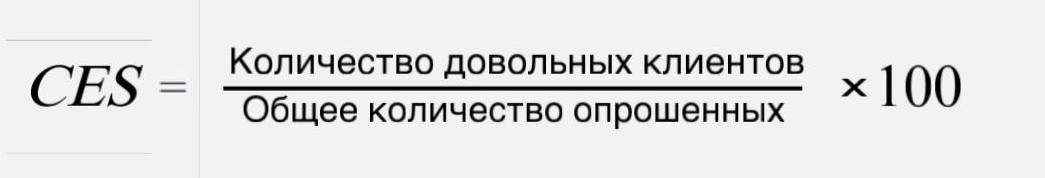 CES = Количество довольных клиентов
Общее количество опрошенных
× 100